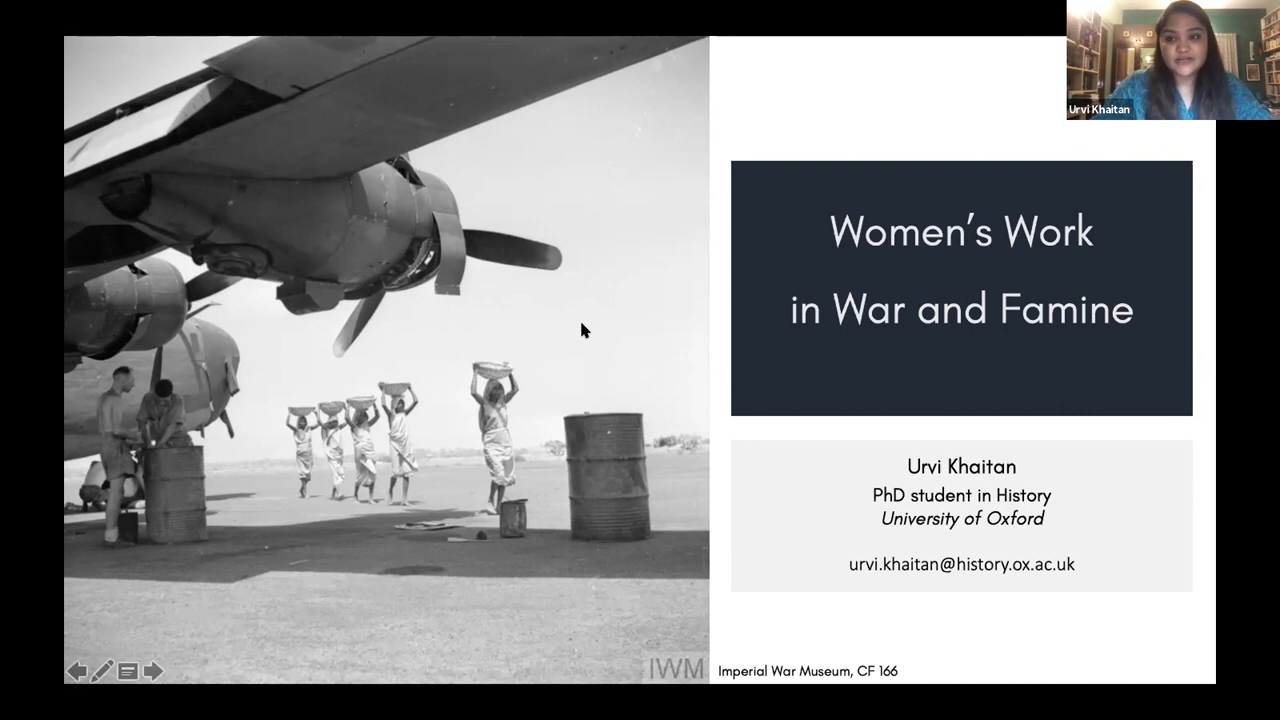 Urvi Khaitan
Women's Work
in War and Famine
Urvi Khaitan
PhD student in History
University of Oxford
urvi.khaitan@history.ox.ac.uk
IWM
Imperial War Museum, CF 166